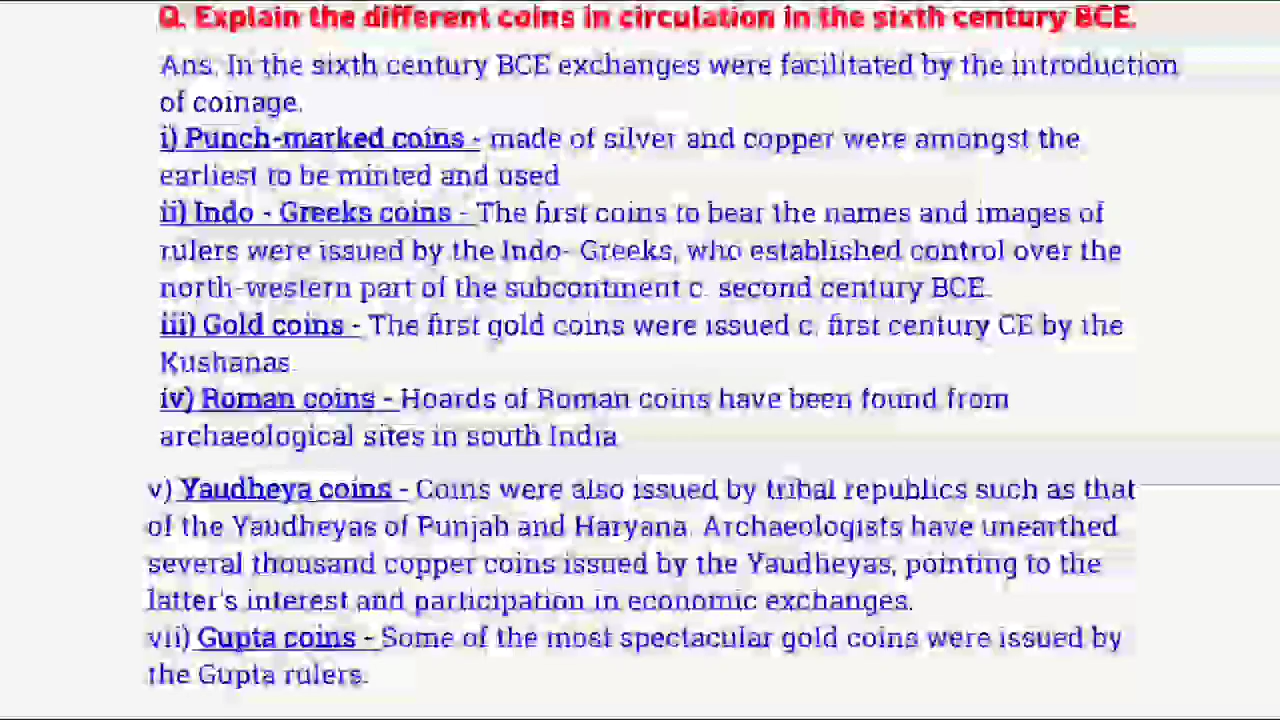 Q. Explain the different coins in circulation in the sixth century BCE.
Ans. In the sixth century BCE exchanges were facilitated by the introduction
of coinage.
i) Punch-marked coins - made of silver and copper were amongst the
earliest to be minted and used
ii) Indo - Greeks coins - The first coins to bear the names and images of
rulers were issued by the Indo- Greeks, who established control over the
north-western part of the subcontinent c. second century BCE.
iii) Gold coins - The first gold coins were issued c. first century CE by the
Kushanas.
iv) Roman coins - Hoards of Roman coins have been found from
archaeological sites in south India
v) Yaudheya coins - Coins were also issued by tribal republics such as that
of the Yaudheyas of Punjab and Haryana. Archaeologists have unearthed
several thousand copper coins issued by the Yaudheyas, pointing to the
latter's interest and participation in economic exchanges.
vii) Gupta coins - Some of the most spectacular gold coins were issued by
the Gupta rulers.